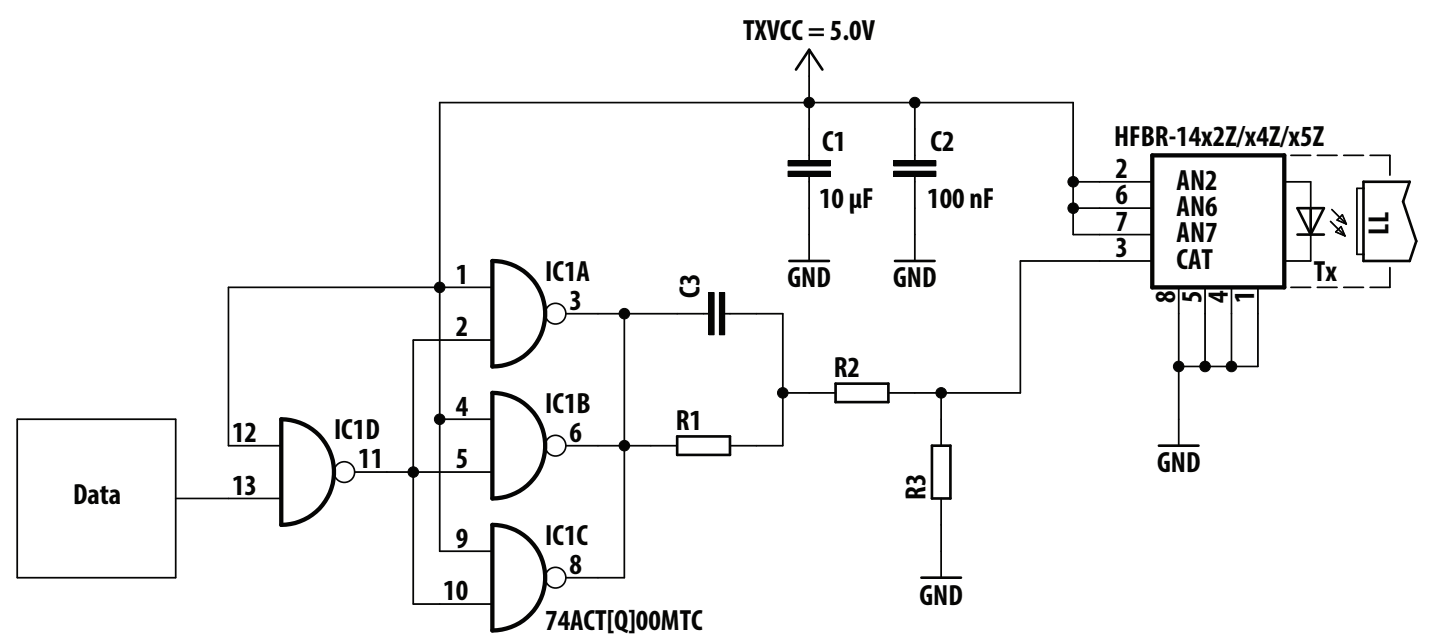 TXVCC = 5.0V
C1
10 µF
GND
C2
100 nF
GND
HFBR-14x2Z/x4Z/x5Z
2
6
7
3
AN2
AN6
AN7
CAT
LL
Tx
8
5
4
1
GND
1
2
IC1A
3
C3
R2
4
5
IC1B
6
R1
12
13
IC1D
11
Data
R3
GND
9
10
IC1C
8
74ACT[Q]00MTC